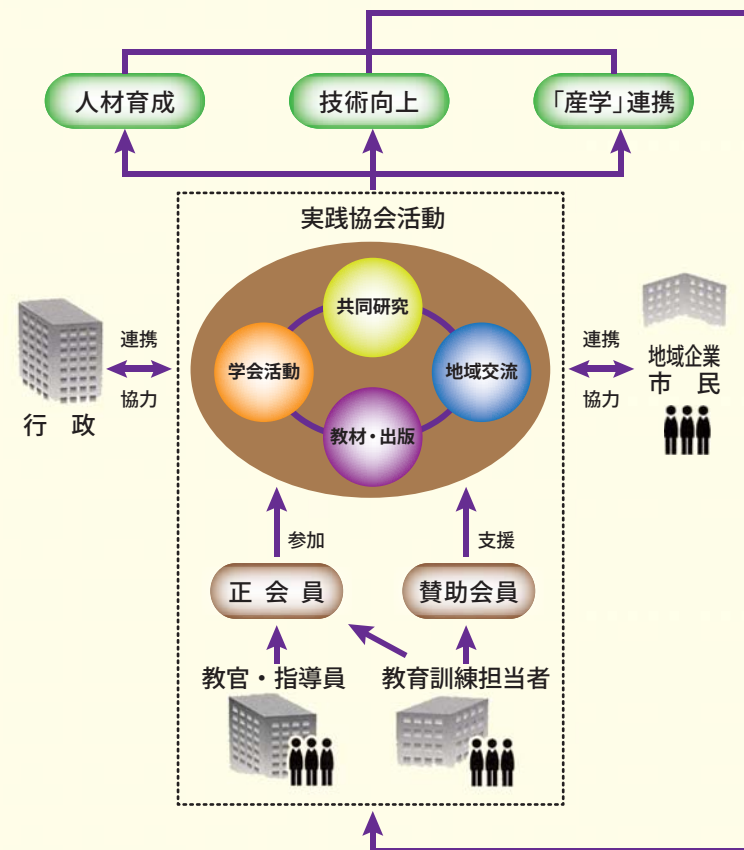 人材育成
技術向上
「産学」連携
実践協会活動
共同研究
学会活動
地域交流
教材・出版
連携
協力
行　政
連携
協力
地域企業
市　民
参加
支援
正 会 員
賛助会員
教官・指導員
教育訓練担当者